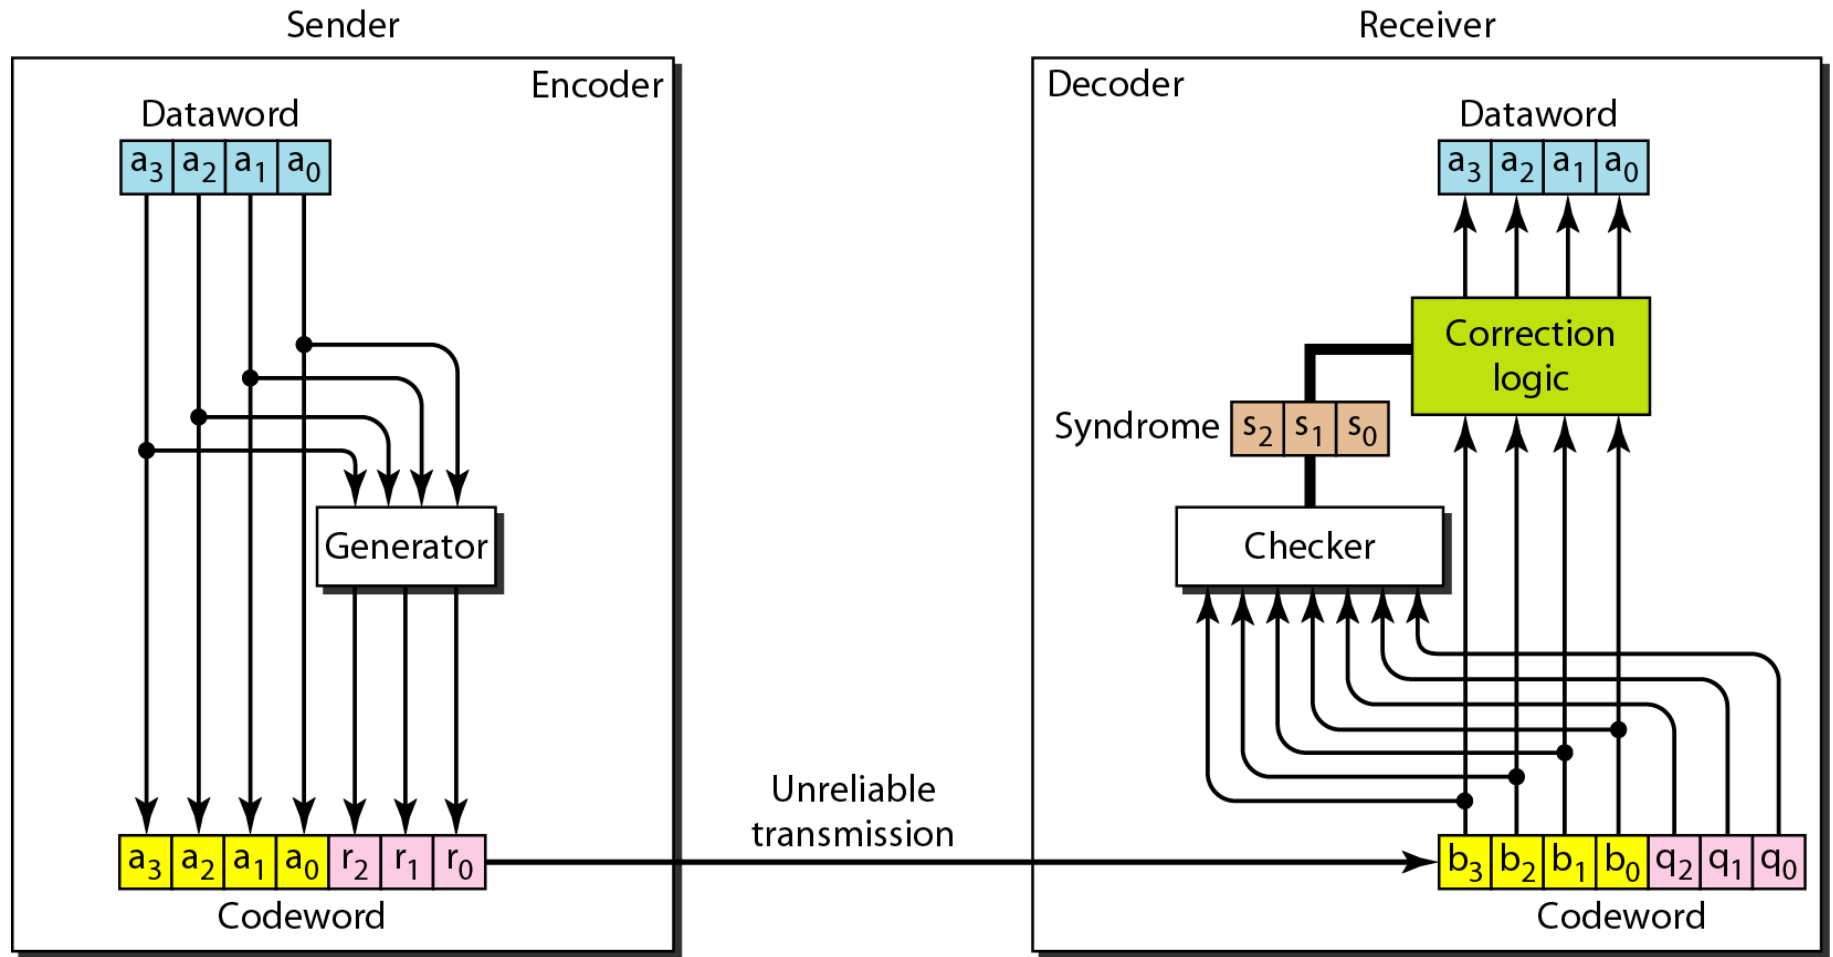 Sender
Encoder
Dataword
a3 a2 a1 a0
Generator
a3 a2 a1 a0 r2 r1 r0
Codeword
Unreliable
transmission
Receiver
Decoder
Dataword
a3 a2 a1 a0
Correction
logic
Syndrome s2 s1 s0
Checker
b3 b2 b1 b0 q2 q1 q0
Codeword